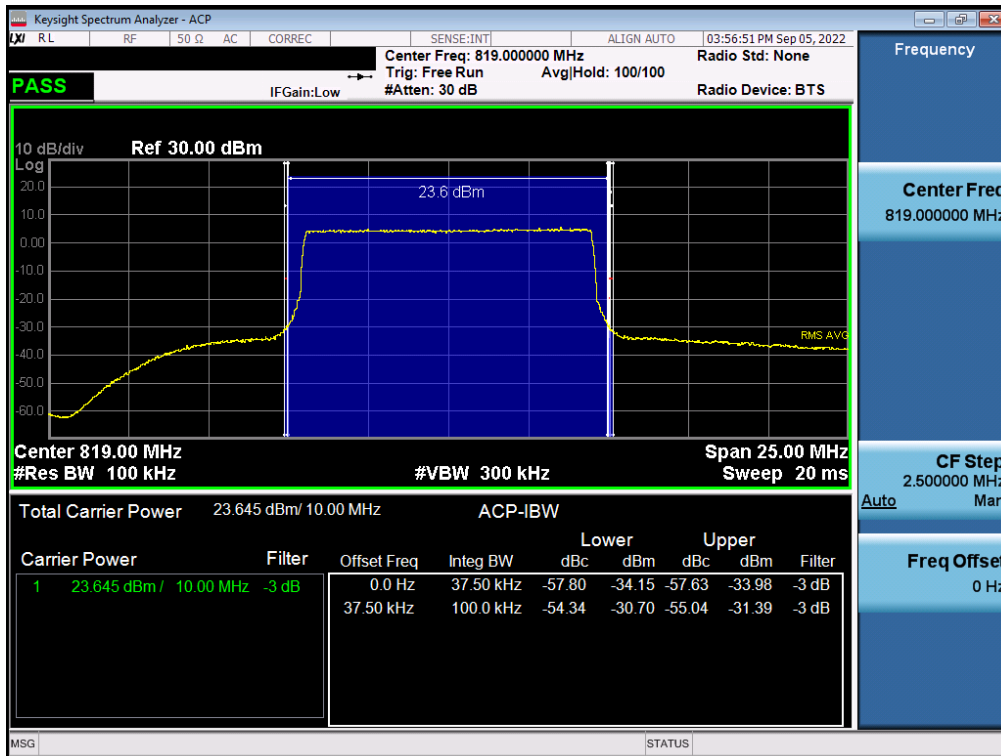 Keysight Spectrum Analyzer - ACP
LXI RL RF 50 Ω AC CORREC SENSE:INT ALIGN AUTO 03:56:51 PM Sep 05, 2022
Center Freq: 819.000000 MHz Radio Std: None
Trig: Free Run Avg|Hold: 100/100
PASS IFGain:Low #Atten: 30 dB Radio Device: BTS
10 dB/div Ref 30.00 dBm
Log
20.0
23.6 dBm
10.0
0.00
-10.0
-20.0
-30.0
RMS AVG
-40.0
-50.0
-60.0
Center 819.00 MHz Span 25.00 MHz
#Res BW 100 kHz #VBW 300 kHz Sweep 20 ms
Total Carrier Power 23.645 dBm/ 10.00 MHz ACP-IBW
Lower Upper
Carrier Power Filter Offset Freq Integ BW dBc dBm dBc dBm Filter
1 23.645 dBm / 10.00 MHz -3 dB 0.0 Hz 37.50 kHz -57.80 -34.15 -57.63 -33.98 -3 dB
37.50 kHz 100.0 kHz -54.34 -30.70 -55.04 -31.39 -3 dB
MSG STATUS
Frequency
Center Freq
819.000000 MHz
CF Step
2.500000 MHz
Auto Man
Freq Offset
0 Hz